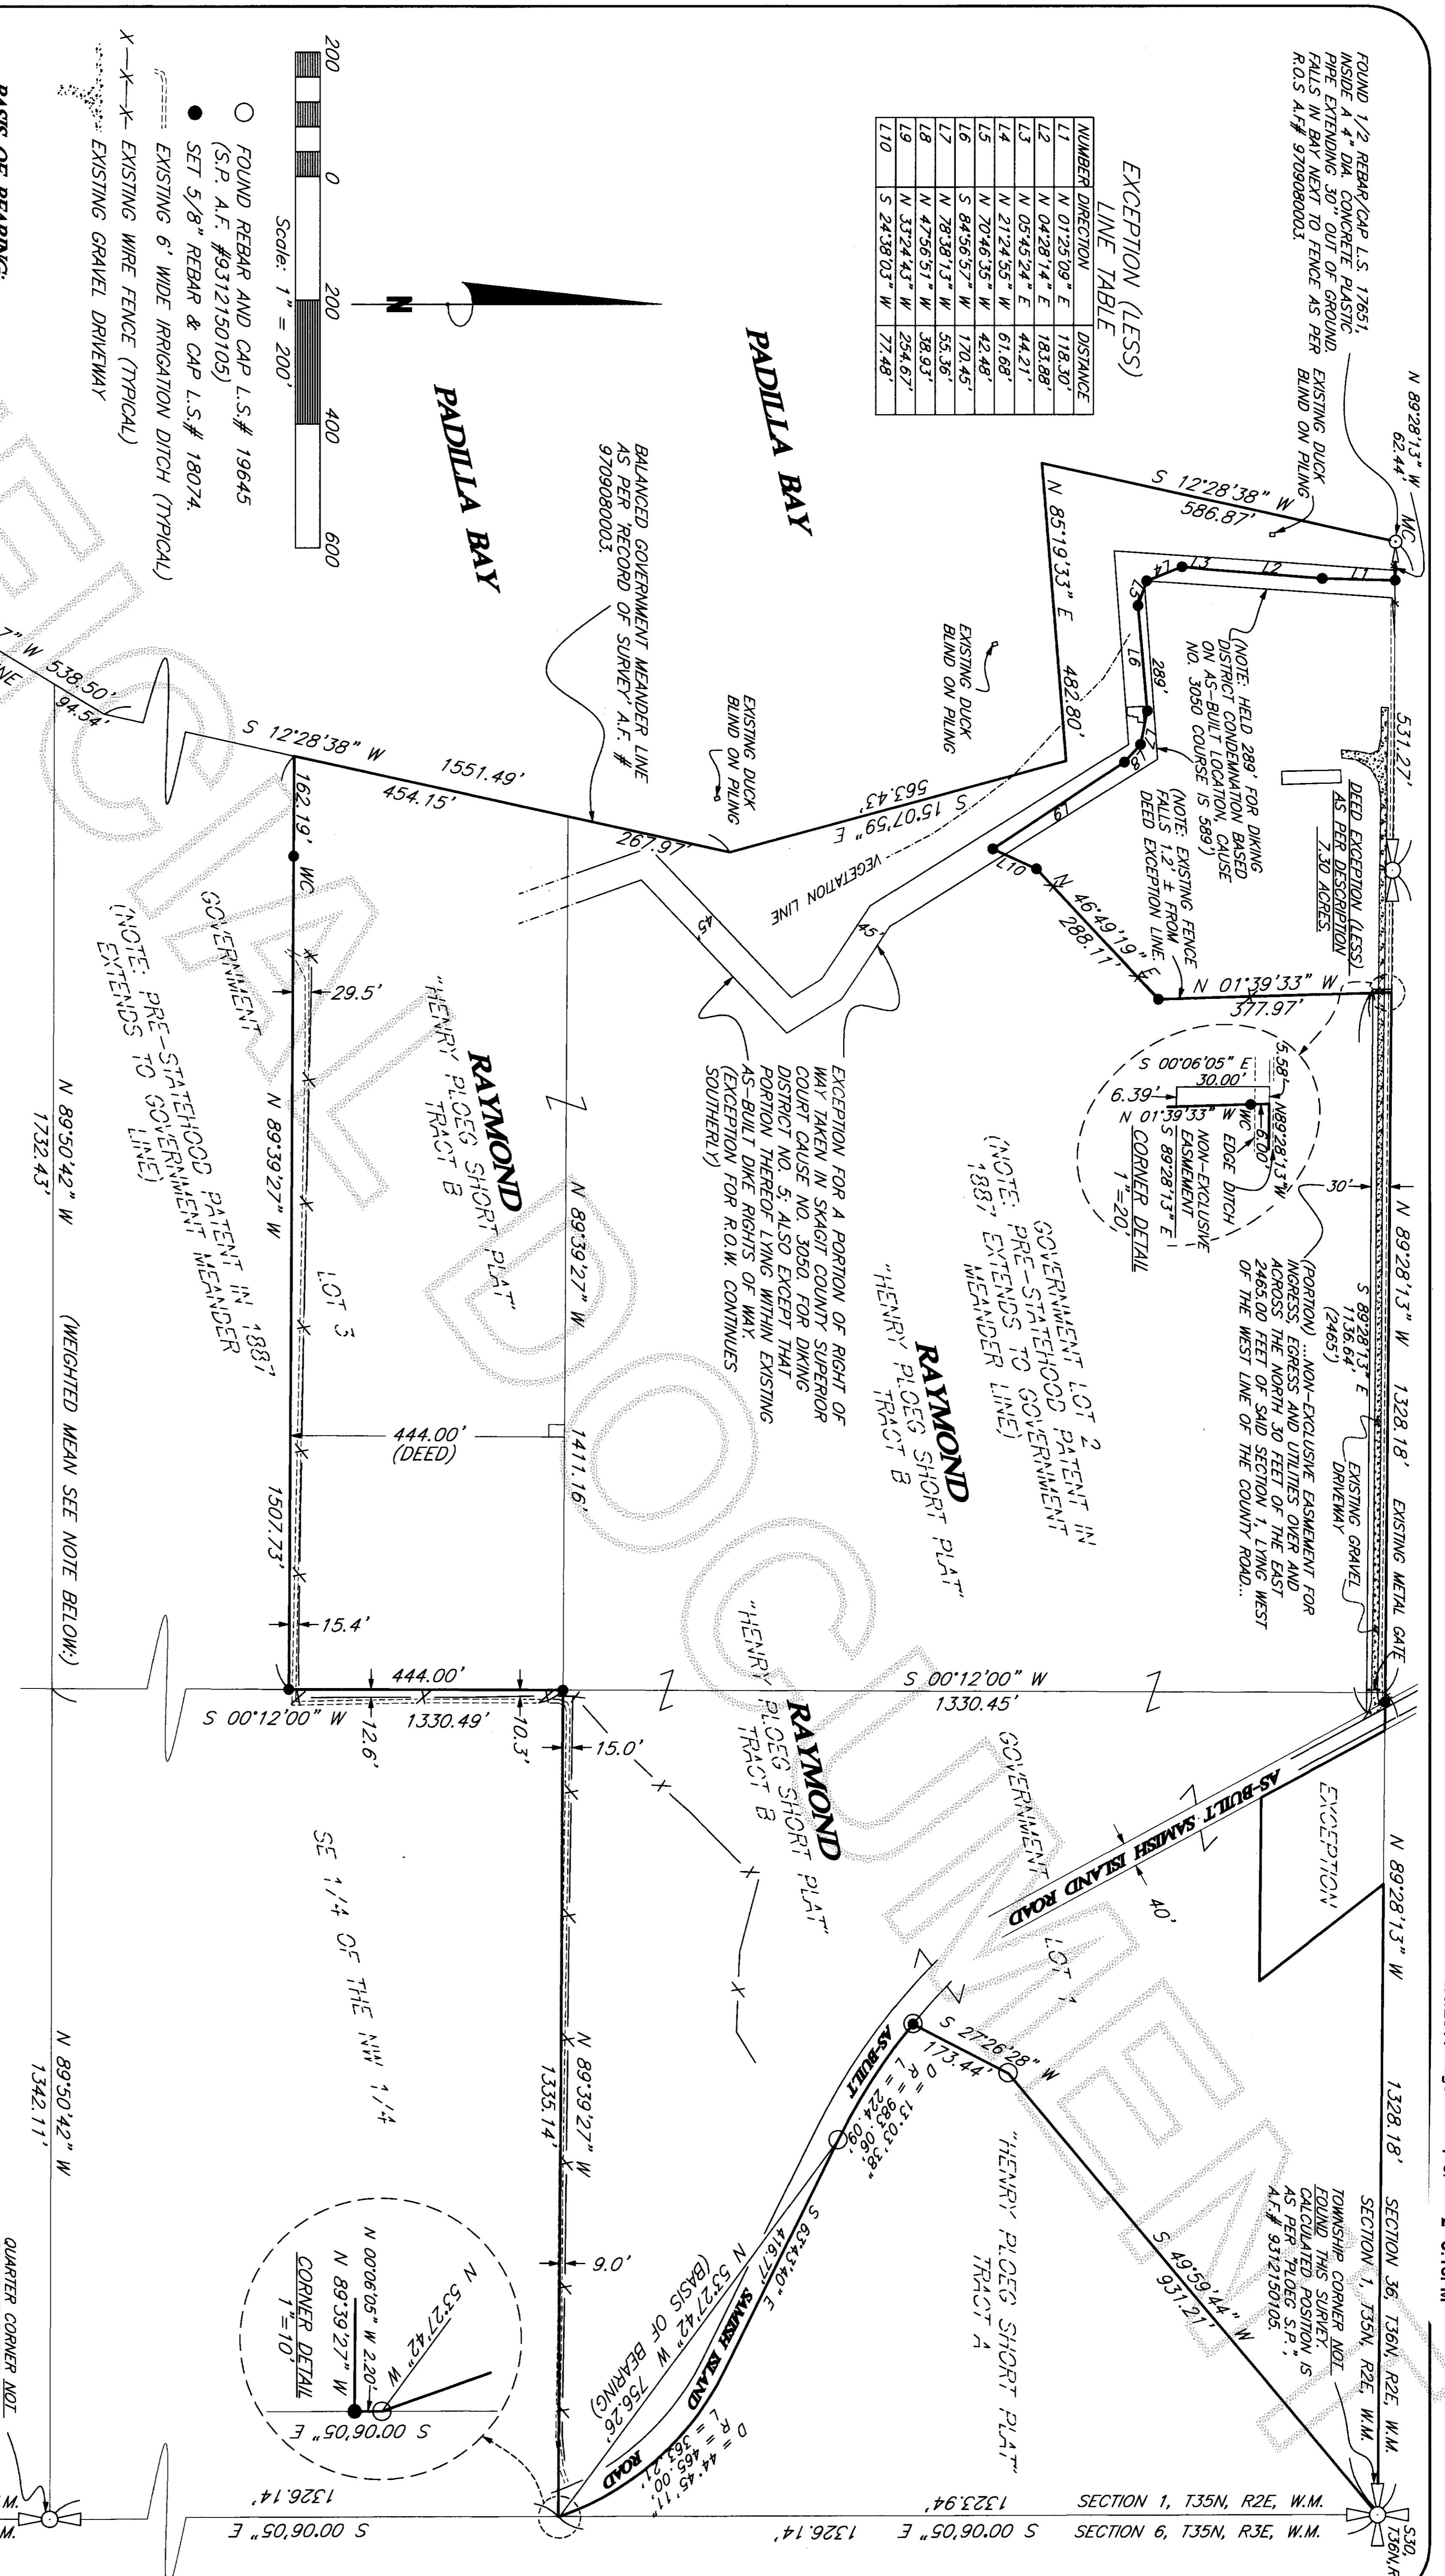 FOUND 1/2 REBAR/CAP L.S. 17651,
INSIDE A 4" DIA. CONCRETE PLASTIC
PIPE EXTENDING 30" OUT OF GROUND.
FALLS IN BAY NEXT TO FENCE AS PER
R.O.S A.F.# 9709080003.
EXISTING DUCK
BLIND ON PILING
N 89°28'13" W
62.44'
MC
531.27'
S 12°28'38" W
586.87'
L1
L2
L3
L4
L5
L6
289'
L7
L8
L9
L10
EXCEPTION (LESS)
LINE TABLE
NUMBER DIRECTION DISTANCE
L1 N 01°25'09" E 118.30'
L2 N 04°28'14" E 183.88'
L3 N 05°45'24" E 44.21'
L4 N 21°24'55" W 61.68'
L5 N 70°46'35" W 42.48'
L6 S 84°56'57" W 170.45'
L7 N 78°38'13" W 55.36'
L8 N 47°56'51" W 38.93'
L9 N 33°24'43" W 254.67'
L10 S 24°38'03" W 77.48'
(NOTE: HELD 289' FOR DIKING
DISTRICT CONDEMNATION BASED
ON AS-BUILT LOCATION, CAUSE
NO. 3050 COURSE IS 589')
DEED EXCEPTION (LESS)
AS PER DESCRIPTION
7.30 ACRES
(NOTE: EXISTING FENCE
FALLS 1.2' ± FROM
DEED EXCEPTION LINE.
N 01°39'33" W
377.97'
N 46°49'19" E
288.11'
N 85°19'33" E 482.80'
EXISTING DUCK
BLIND ON PILING
S 15°07'59" E
563.43'
VEGETATION LINE
45'
45'
EXISTING DUCK
BLIND ON PILING
PADILLA BAY
PADILLA BAY
N
BALANCED GOVERNMENT MEANDER LINE
AS PER 'RECORD OF SURVEY' A.F. #
9709080003.
267.97'
S 12°28'38" W 1551.49'
454.15'
5.58'
N89°28'13"W
S 00°06'05" E
30.00'
6.39'
6.00'
WC
N 01°39'33" W
EDGE DITCH
NON-EXCLUSIVE
EASMENT
S 89°28'13" E
CORNER DETAIL
1"=20'
30'
N 89°28'13" W 1328.18'
S 89°28'13" E
1136.64'
(2465')
EXISTING METAL GATE
EXISTING GRAVEL
DRIVEWAY
(PORTION) ...NON-EXCLUSIVE EASMEMENT FOR
INGRESS, EGRESS AND UTILITIES OVER AND
ACROSS THE NORTH 30 FEET OF THE EAST
2465.00 FEET OF SAID SECTION 1, LYING WEST
OF THE WEST LINE OF THE COUNTY ROAD...
GOVERNMENT LOT 2
(NOTE: PRE-STATEHOOD PATENT IN
1887 EXTENDS TO GOVERNMENT
MEANDER LINE)
RAYMOND
"HENRY PLOEG SHORT PLAT"
TRACT B
EXCEPTION FOR A PORTION OF RIGHT OF
WAY TAKEN IN SKAGIT COUNTY SUPERIOR
COURT CAUSE NO. 3050. FOR DIKING
DISTRICT NO. 5; ALSO EXCEPT THAT
PORTION THEREOF LYING WITHIN EXISTING
AS-BUILT DIKE RIGHTS OF WAY.
(EXCEPTION FOR R.O.W. CONTINUES
SOUTHERLY)
N 89°39'27" W 1411.16'
RAYMOND
"HENRY PLOEG SHORT PLAT"
TRACT B
444.00'
(DEED)
29.5'
162.19' WC
N 89°39'27" W 1507.73'
15.4'
GOVERNMENT LOT 3
(NOTE: PRE-STATEHOOD PATENT IN 1887
EXTENDS TO GOVERNMENT MEANDER
LINE)
200 0 200 400 600
Scale: 1" = 200'
FOUND REBAR AND CAP L.S.# 19645
(S.P. A.F. #9312150105)
SET 5/8" REBAR & CAP L.S.# 18074.
EXISTING 6' WIDE IRRIGATION DITCH (TYPICAL)
EXISTING WIRE FENCE (TYPICAL)
EXISTING GRAVEL DRIVEWAY
BASIS OF BEARING:
7" W 538.50'
94.54'
NE
N 89°50'42" W (WEIGHTED MEAN SEE NOTE BELOW:)
1732.43'
S 00°12'00" W
1330.45'
444.00'
S 00°12'00" W 1330.49'
12.6'
10.3'
15.0'
EXCEPTION
AS-BUILT SAMISH ISLAND ROAD
40'
GOVERNMENT LOT 1
RAYMOND
"HENRY PLOEG SHORT PLAT"
TRACT B
N 89°28'13" W 1328.18'
SECTION 36, T36N, R2E, W.M.
SECTION 1, T35N, R2E, W.M.
TOWNSHIP CORNER NOT
FOUND THIS SURVEY.
CALCULATED POSITION IS
AS PER "PLOEG S.P.",
A.F.# 9312150105.
S30,
T36N,R
S 27°26'28" W
173.44'
S 49°59'44" W
931.21'
"HENRY PLOEG SHORT PLAT"
TRACT A
D = 13°03'38"
R = 983.06'
L = 224.09'
AS-BUILT SAMISH ISLAND ROAD
S 63°43'40" E
416.77'
N 53°27'42" W 756.26'
(BASIS OF BEARING)
D = 44°45'11"
R = 465.00'
L = 363.21'
N 89°39'27" W
1335.14'
9.0'
SE 1/4 OF THE NW 1/4
N 53°27'42" W
N 00°06'05" W 2.20'
N 89°39'27" W
S 00°06'05" E
CORNER DETAIL
1"=10'
1323.94'
SECTION 1, T35N, R2E, W.M.
SECTION 6, T35N, R3E, W.M.
S 00°06'05" E 1326.14'
1326.14'
S 00°06'05" E
N 89°50'42" W
1342.11'
QUARTER CORNER NOT
M.
M.